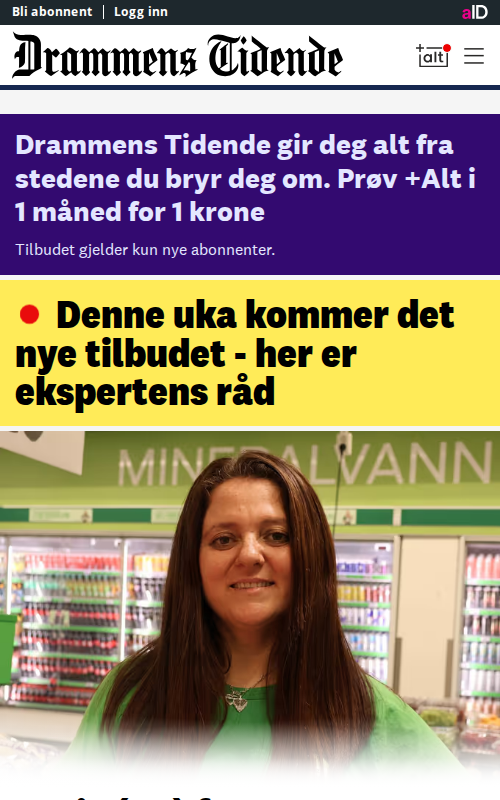 Bli abonnent | Logg inn
aID
Drammens Tidende
+alt
Drammens Tidende gir deg alt fra
stedene du bryr deg om. Prøv +Alt i
1 måned for 1 krone
Tilbudet gjelder kun nye abonnenter.
Denne uka kommer det
nye tilbudet - her er
ekspertens råd
MINERALVANN